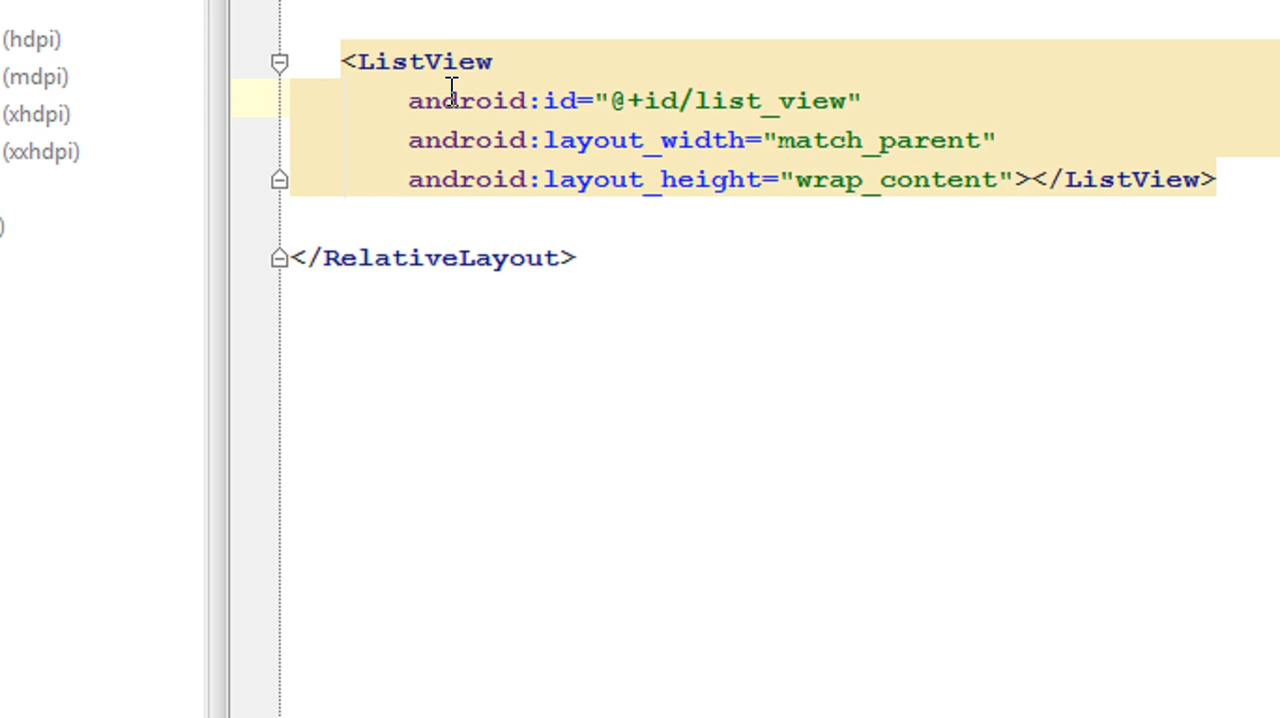 (hdpi)
(mdpi)
(xhdpi)
(xxhdpi)
)
<ListView
android:id="@+id/list_view"
android:layout_width="match_parent"
android:layout_height="wrap_content"></ListView>
</RelativeLayout>